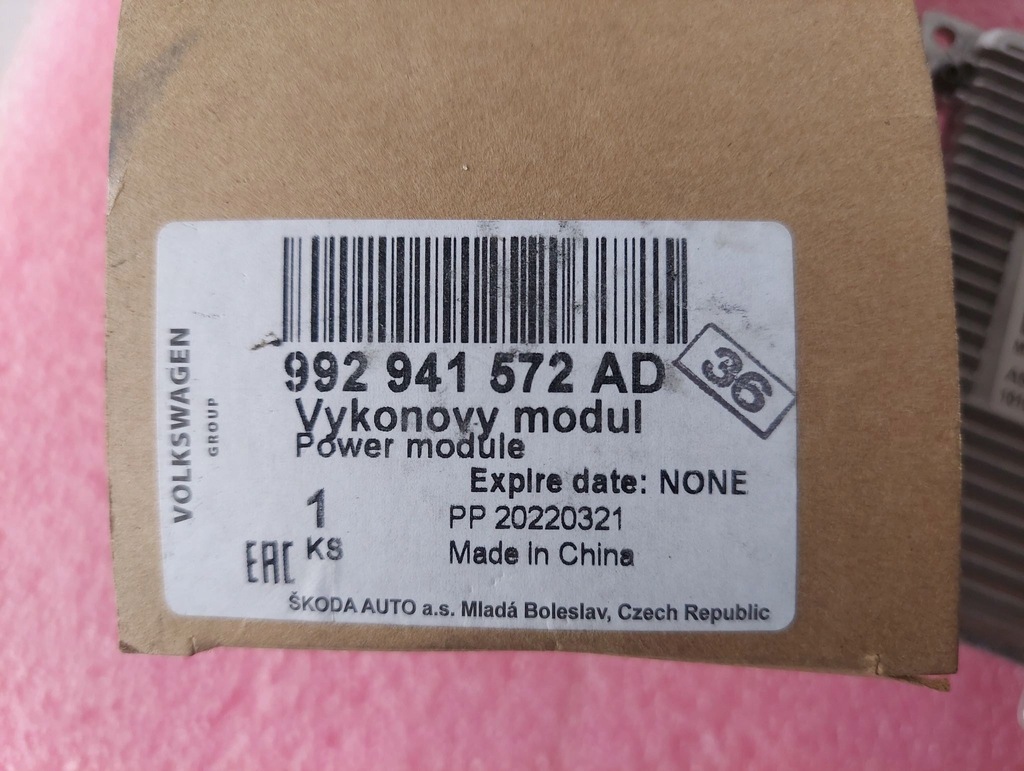 VOLKSWAGEN
GROUP
992 941 572 AD
36
Vykonovy modul
Power module
Expire date: NONE
1
KS
PP 20220321
Made in China
EAC
ŠKODA AUTO a.s. Mladá Boleslav, Czech Republic